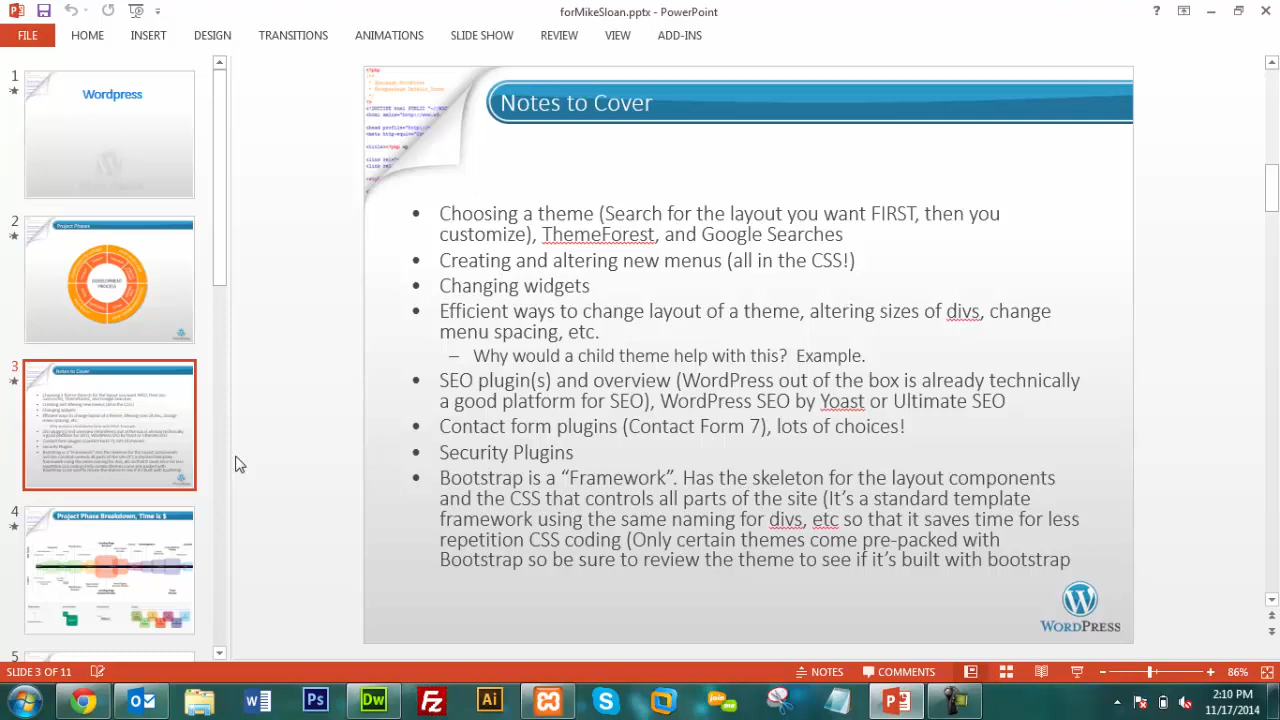 forMikeSloan.pptx - PowerPoint
?
FILE
HOME
INSERT
DESIGN
TRANSITIONS
ANIMATIONS
SLIDE SHOW
REVIEW
VIEW
ADD-INS
1
Wordpress
2
Project Phases
DEVELOPMENT
PROCESS
3
Notes to Cover
4
Project Phase Breakdown, Time is $
5
<?php
Notes to Cover
• Choosing a theme (Search for the layout you want FIRST, then you
customize), ThemeForest, and Google Searches
• Creating and altering new menus (all in the CSS!)
• Changing widgets
• Efficient ways to change layout of a theme, altering sizes of divs, change
menu spacing, etc.
– Why would a child theme help with this? Example.
• SEO plugin(s) and overview (WordPress out of the box is already technically
a good platform for SEO), WordPress SEO by Yoast or Ultimate SEO
• Contact form plugins (Contact Form 7), lots of choices!
• Security Plugins
• Bootstrap is a “Framework”. Has the skeleton for the layout components
and the CSS that controls all parts of the site (It’s a standard template
framework using the same naming for divs, etc so that it saves time for less
repetition CSS coding (Only certain themes come pre-packed with
Bootstrap so be sure to review the theme to see if it is built with bootstrap
WORDPRESS
SLIDE 3 OF 11
NOTES
COMMENTS
86%
Ps
Dw
Ai
join.me
2:10 PM
11/17/2014